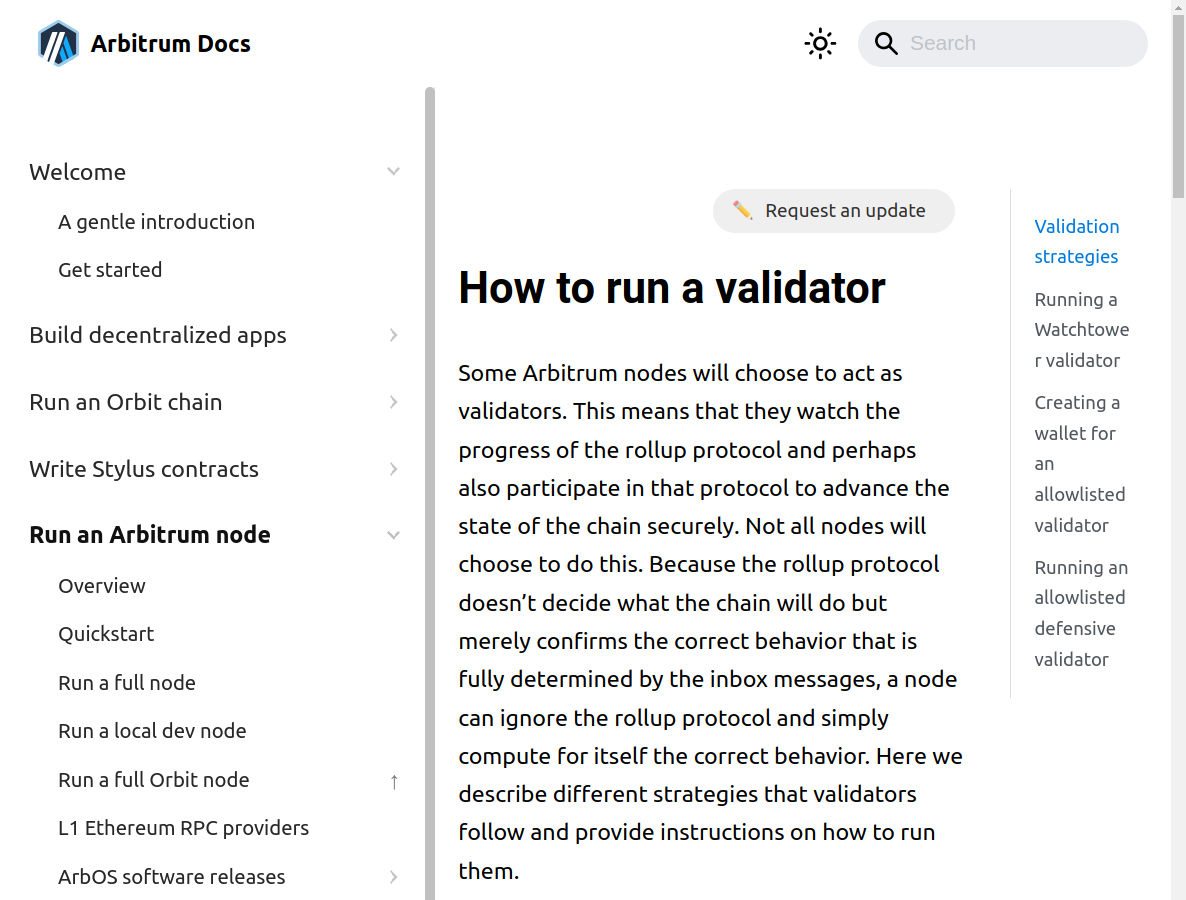 Arbitrum Docs
Search
Welcome
A gentle introduction
Get started
Build decentralized apps
Run an Orbit chain
Write Stylus contracts
Run an Arbitrum node
Overview
Quickstart
Run a full node
Run a local dev node
Run a full Orbit node ↑
L1 Ethereum RPC providers
ArbOS software releases
✏️ Request an update
How to run a validator
Some Arbitrum nodes will choose to act as
validators. This means that they watch the
progress of the rollup protocol and perhaps
also participate in that protocol to advance the
state of the chain securely. Not all nodes will
choose to do this. Because the rollup protocol
doesn’t decide what the chain will do but
merely confirms the correct behavior that is
fully determined by the inbox messages, a node
can ignore the rollup protocol and simply
compute for itself the correct behavior. Here we
describe different strategies that validators
follow and provide instructions on how to run
them.
Validation
strategies
Running a
Watchtowe
r validator
Creating a
wallet for
an
allowlisted
validator
Running an
allowlisted
defensive
validator